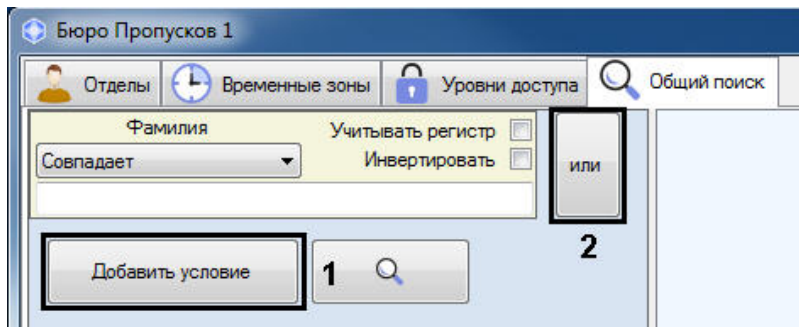 Бюро Пропусков 1
Отделы Временные зоны Уровни доступа Общий поиск
Фамилия Учитывать регистр
Совпадает Инвертировать
или
2
Добавить условие 1